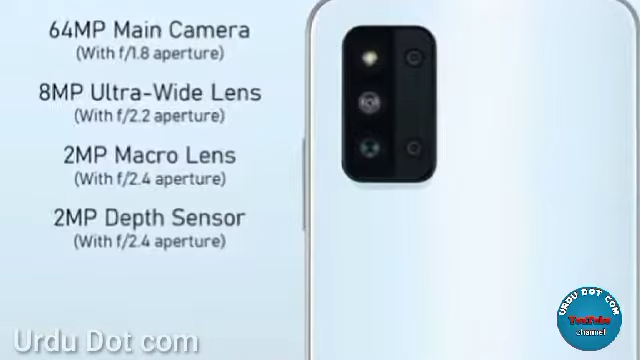 64MP Main Camera
(With f/1.8 aperture)
8MP Ultra-Wide Lens
(With f/2.2 aperture)
2MP Macro Lens
(With f/2.4 aperture)
2MP Depth Sensor
(With f/2.4 aperture)
URDU DOT COM
YouTube
channel
Urdu Dot com